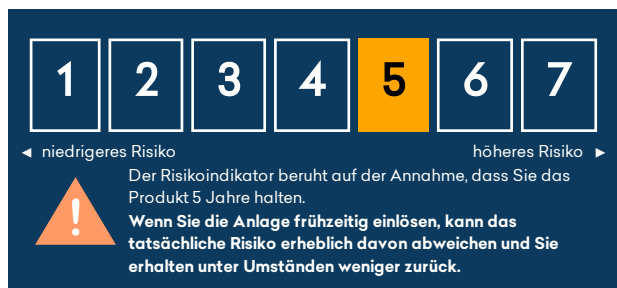 1 2 3 4 5 6 7
◄ niedrigeres Risiko höheres Risiko ►
Der Risikoindikator beruht auf der Annahme, dass Sie das
Produkt 5 Jahre halten.
Wenn Sie die Anlage frühzeitig einlösen, kann das
tatsächliche Risiko erheblich davon abweichen und Sie
erhalten unter Umständen weniger zurück.